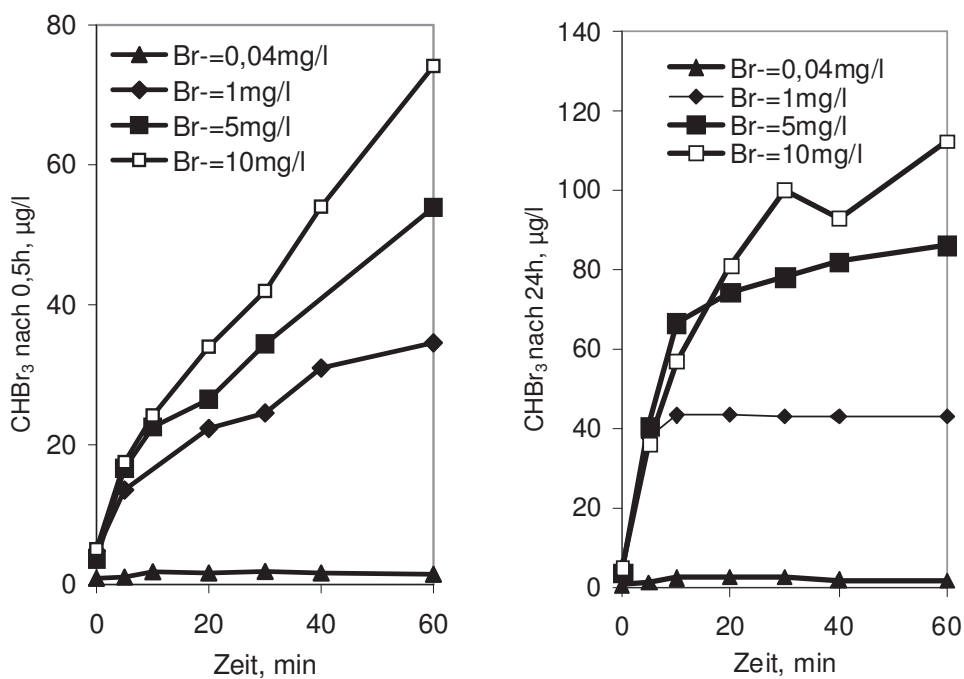 80
60
40
20
0
CHBr3 nach 0,5h, µg/l
Br-=0,04mg/l
Br-=1mg/l
Br-=5mg/l
Br-=10mg/l
0 20 40 60
Zeit, min
140
120
100
80
60
40
20
0
CHBr3 nach 24h, µg/l
Br-=0,04mg/l
Br-=1mg/l
Br-=5mg/l
Br-=10mg/l
0 20 40 60
Zeit, min